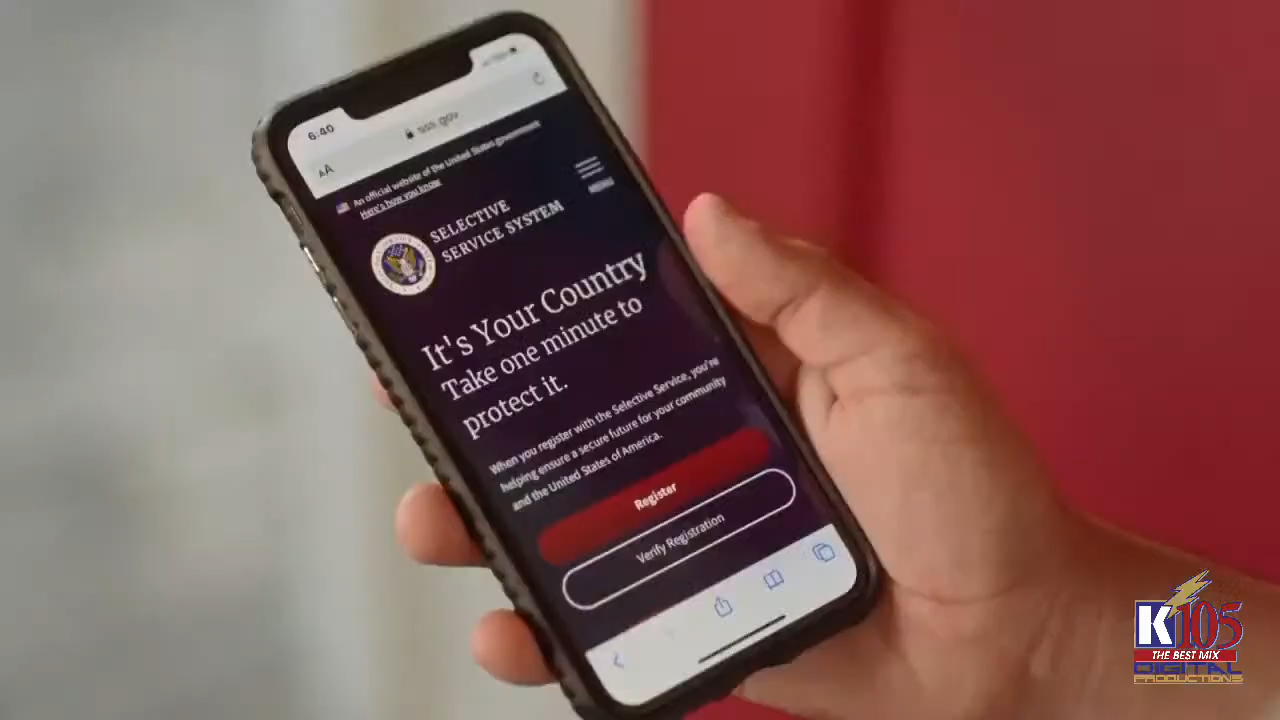 6:40
sss.gov
AA
An official website of the United States government
Here's how you know
MENU
SELECTIVE
SERVICE SYSTEM
It's Your Country
Take one minute to
protect it.
When you register with the Selective Service, you're
helping ensure a secure future for your community
and the United States of America.
Register
Verify Registration
K105
THE BEST MIX
DIGITAL
PRODUCTIONS